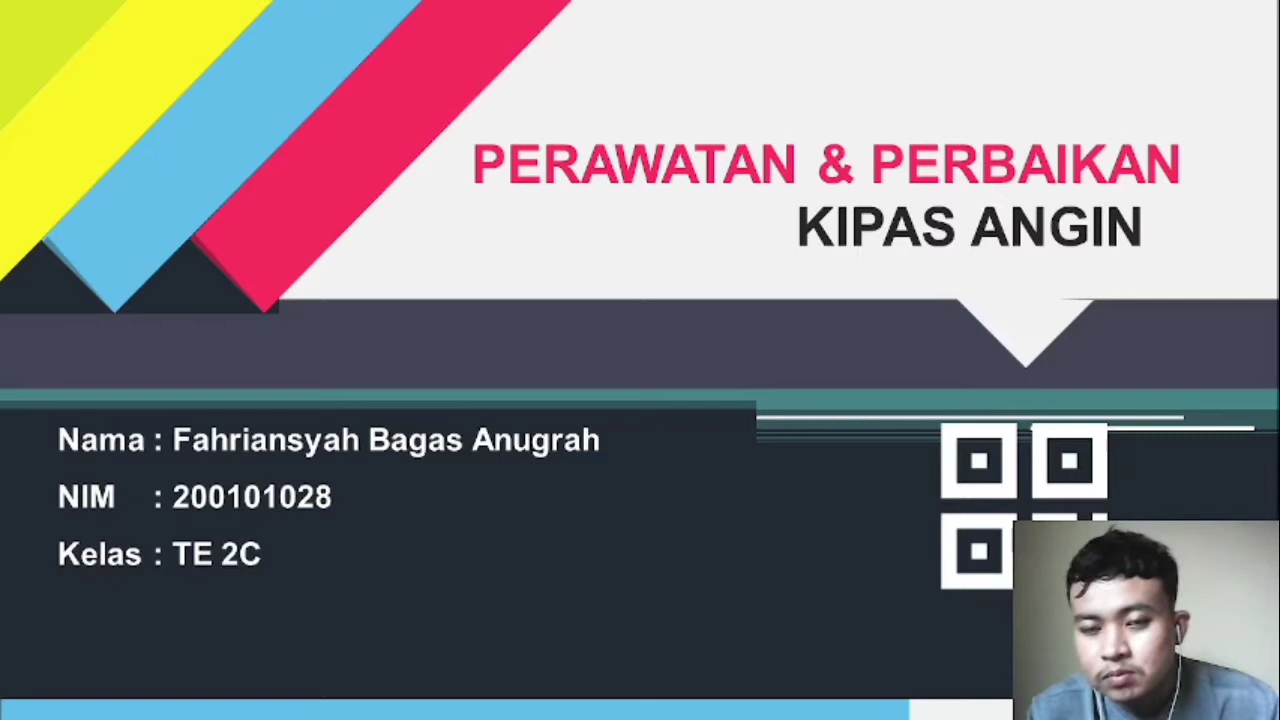 PERAWATAN & PERBAIKAN
KIPAS ANGIN
Nama : Fahriansyah Bagas Anugrah
NIM : 200101028
Kelas : TE 2C